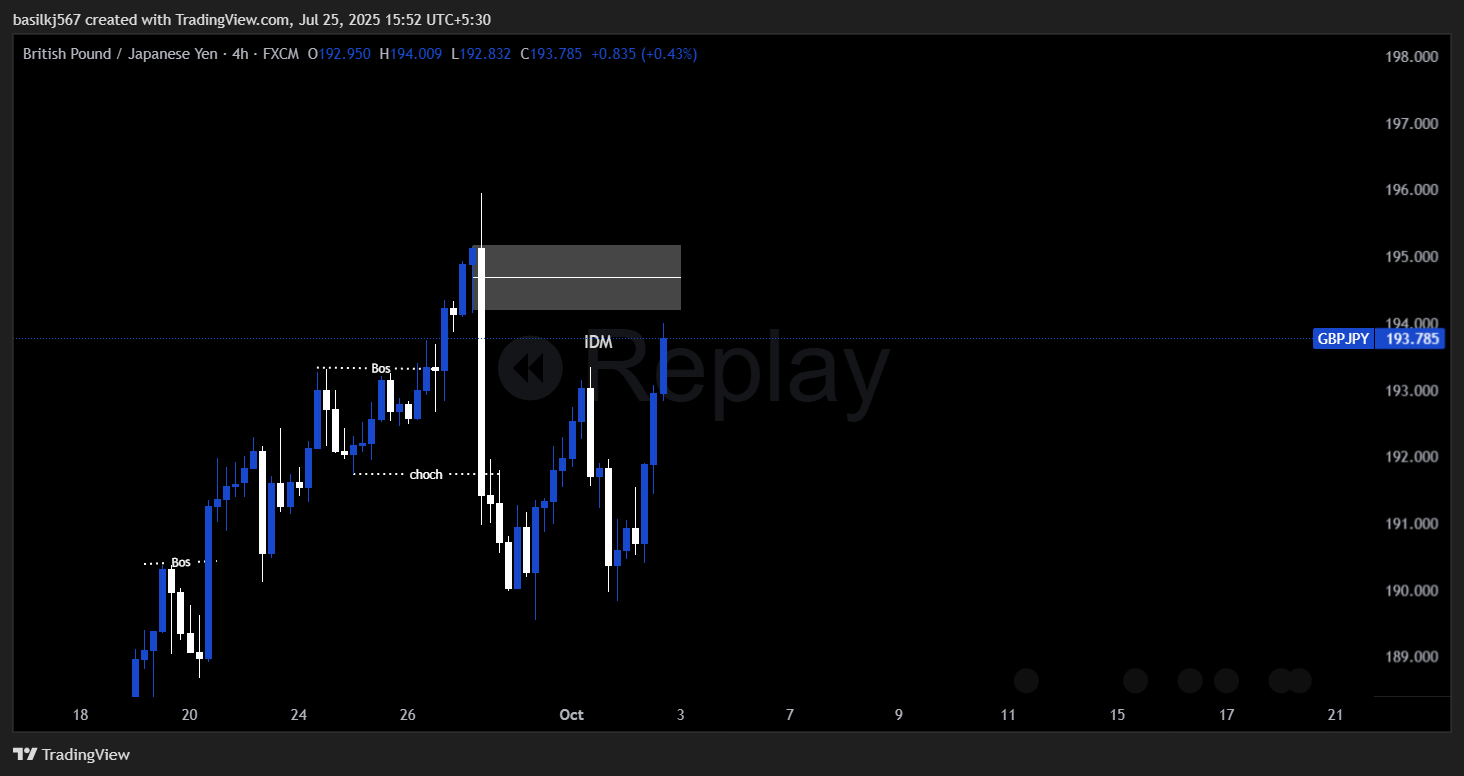 basilkj567 created with TradingView.com, Jul 25, 2025 15:52 UTC+5:30
British Pound / Japanese Yen · 4h · FXCM O192.950 H194.009 L192.832 C193.785 +0.835 (+0.43%)
198.000
197.000
196.000
195.000
194.000
iDM
GBPJPY 193.785
Replay
Bos
193.000
192.000
choch
191.000
Bos
190.000
189.000
18 20 24 26 Oct 3 7 9 11 15 17 21
TradingView